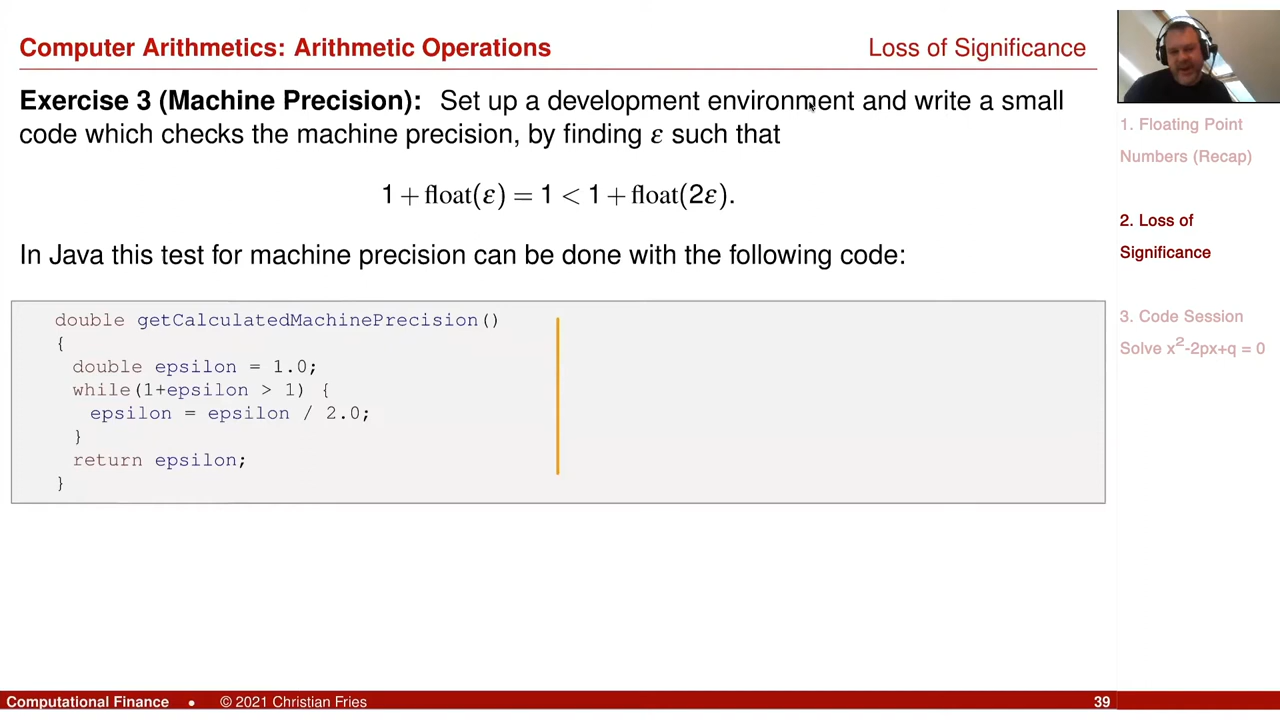 Computer Arithmetics: Arithmetic Operations
Loss of Significance
Exercise 3 (Machine Precision): Set up a development environment and write a small
code which checks the machine precision, by finding ε such that
1 + float(ε) = 1 < 1 + float(2ε).
In Java this test for machine precision can be done with the following code:
double getCalculatedMachinePrecision()
{
double epsilon = 1.0;
while(1+epsilon > 1) {
epsilon = epsilon / 2.0;
}
return epsilon;
}
1. Floating Point
Numbers (Recap)
2. Loss of
Significance
3. Code Session
Solve x²-2px+q = 0
Computational Finance • © 2021 Christian Fries
39